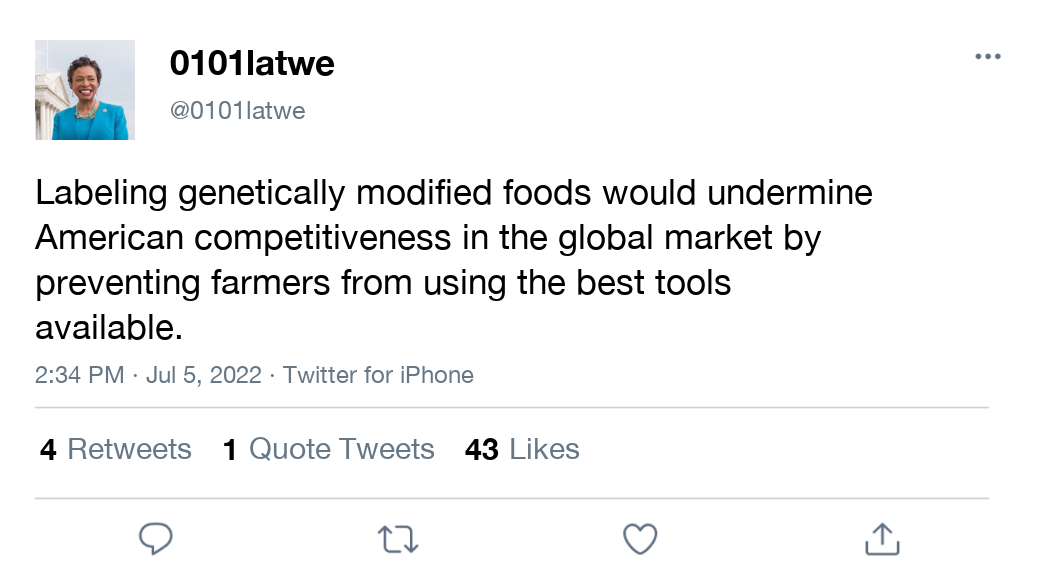 0101latwe
@0101latwe
Labeling genetically modified foods would undermine
American competitiveness in the global market by
preventing farmers from using the best tools
available.
2:34 PM · Jul 5, 2022 · Twitter for iPhone
4 Retweets 1 Quote Tweets 43 Likes